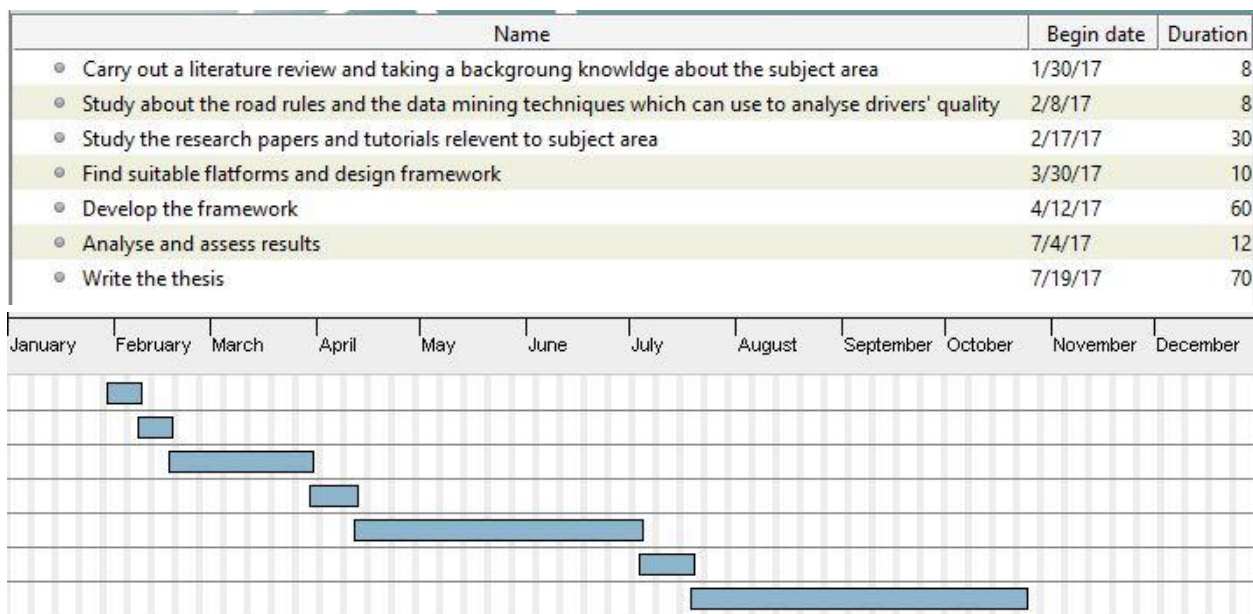 Name Begin date Duration
Carry out a literature review and taking a backgroung knowldge about the subject area 1/30/17 8
Study about the road rules and the data mining techniques which can use to analyse drivers' quality 2/8/17 8
Study the research papers and tutorials relevent to subject area 2/17/17 30
Find suitable flatforms and design framework 3/30/17 10
Develop the framework 4/12/17 60
Analyse and assess results 7/4/17 12
Write the thesis 7/19/17 70
January February March April May June July August September October November December